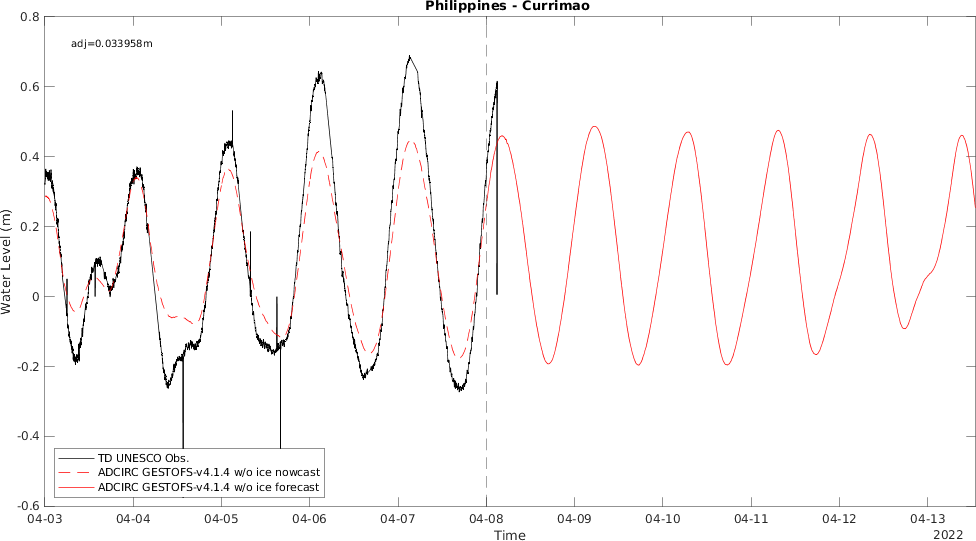 Philippines - Currimao
adj=0.033958m
0.8
0.6
0.4
0.2
0
-0.2
-0.4
-0.6
Water Level (m)
TD UNESCO Obs.
ADCIRC GESTOFS-v4.1.4 w/o ice nowcast
ADCIRC GESTOFS-v4.1.4 w/o ice forecast
04-03 04-04 04-05 04-06 04-07 04-08 04-09 04-10 04-11 04-12 04-13
Time
2022